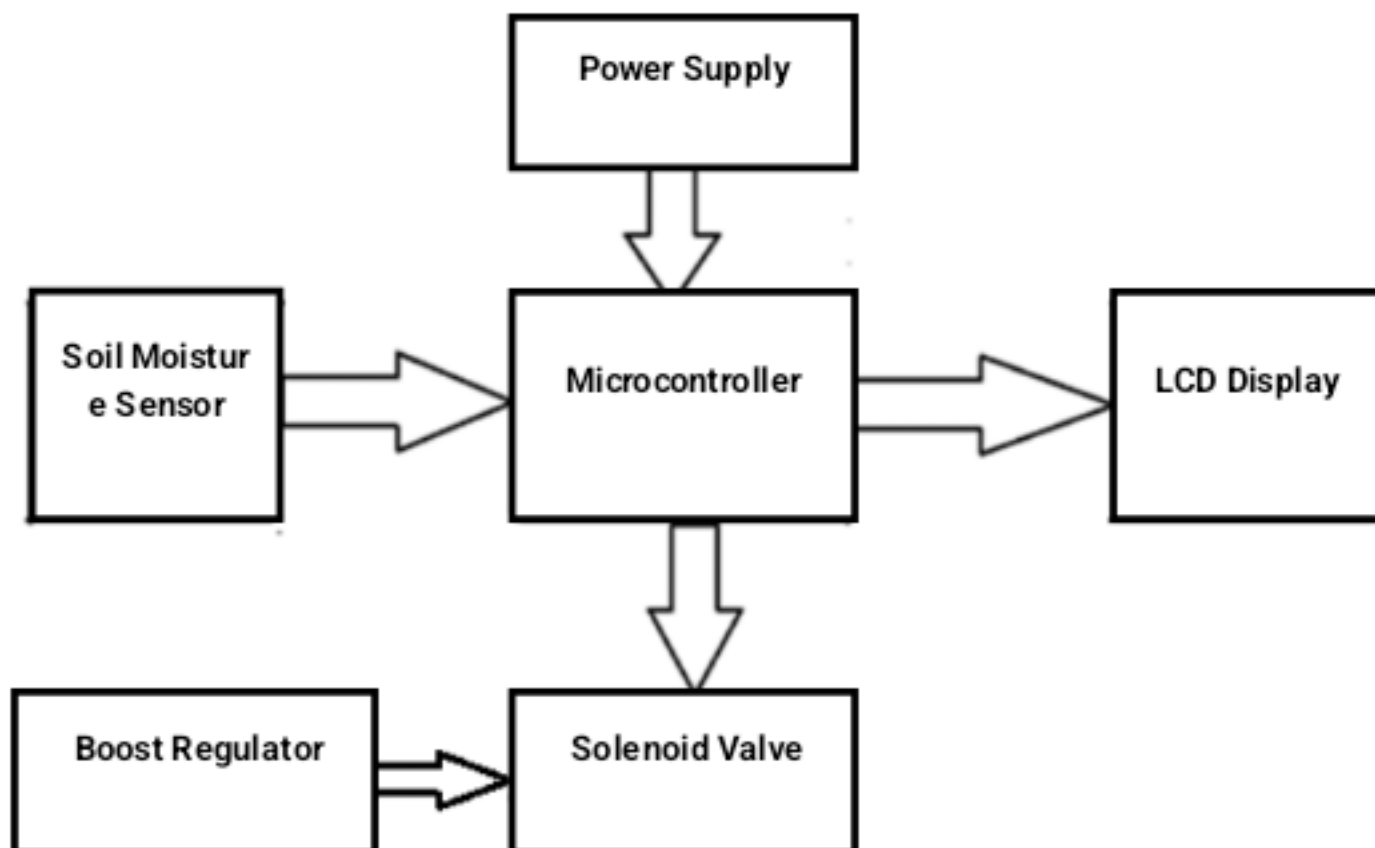 Power Supply
Soil Moistur
e Sensor
Microcontroller
LCD Display
Boost Regulator
Solenoid Valve